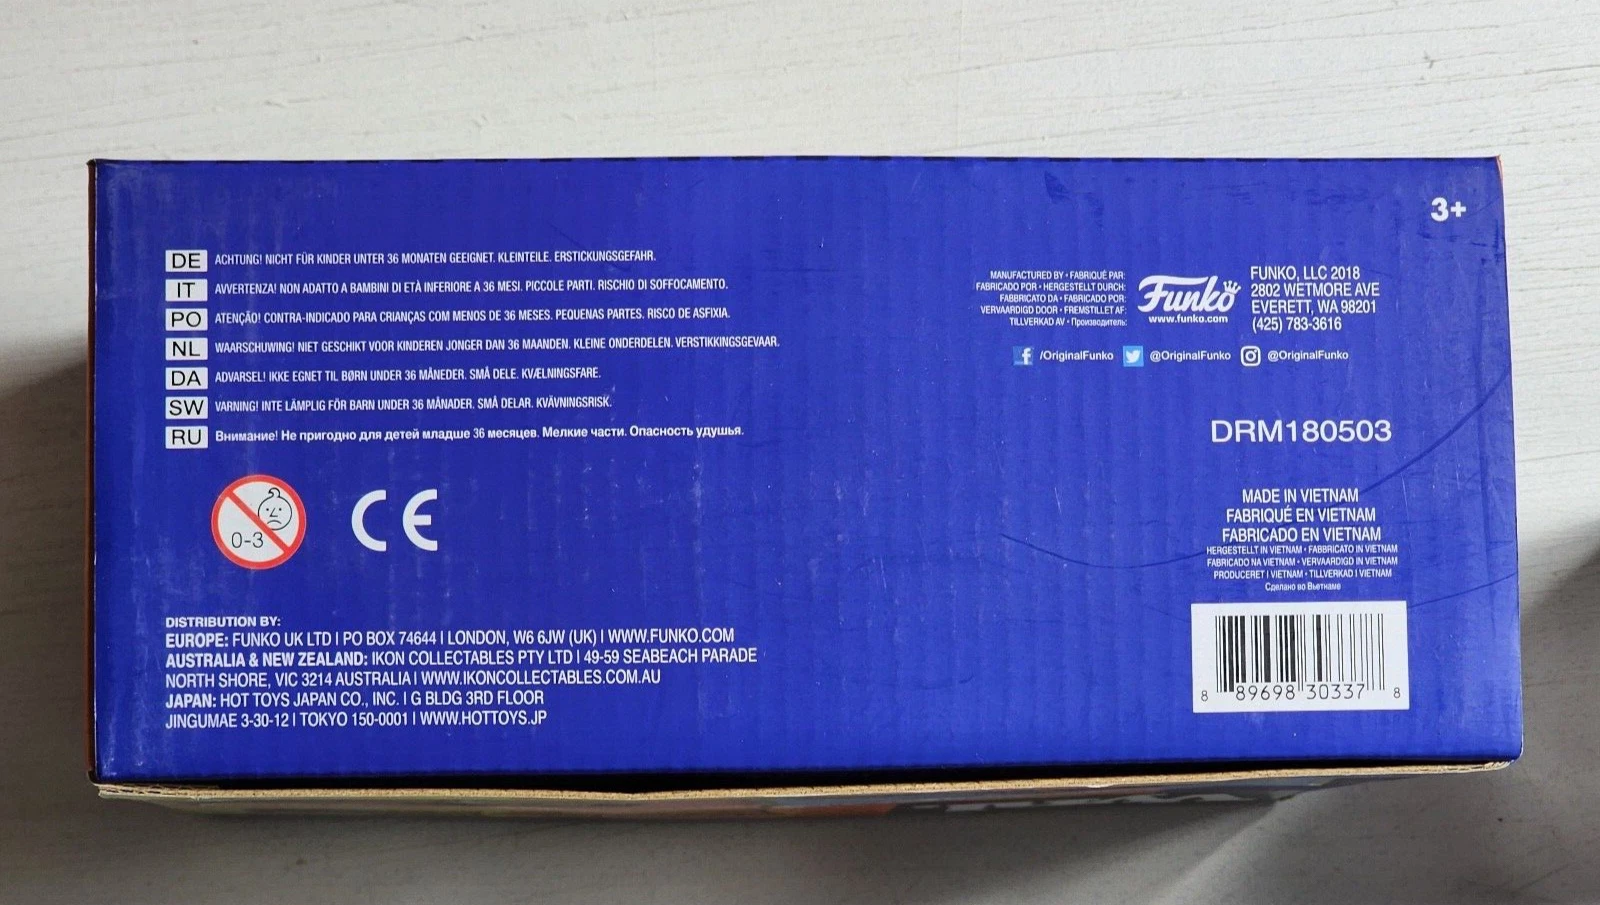 3+
DE ACHTUNG! NICHT FÜR KINDER UNTER 36 MONATEN GEEIGNET. KLEINTEILE. ERSTICKUNGSGEFAHR.
IT AVVERTENZA! NON ADATTO A BAMBINI DI ETÀ INFERIORE A 36 MESI. PICCOLE PARTI. RISCHIO DI SOFFOCAMENTO.
PO ATENÇÃO! CONTRA-INDICADO PARA CRIANÇAS COM MENOS DE 36 MESES. PEQUENAS PARTES. RISCO DE ASFIXIA.
NL WAARSCHUWING! NIET GESCHIKT VOOR KINDEREN JONGER DAN 36 MAANDEN. KLEINE ONDERDELEN. VERSTIKKINGSGEVAAR.
DA ADVARSEL! IKKE EGNET TIL BØRN UNDER 36 MÅNEDER. SMÅ DELE. KVÆLNINGSFARE.
SW VARNING! INTE LÄMPLIG FÖR BARN UNDER 36 MÅNADER. SMÅ DELAR. KVÄVNINGSRISK.
RU Внимание! Не пригодно для детей младше 36 месяцев. Мелкие части. Опасность удушья.
0-3
CE
DISTRIBUTION BY:
EUROPE: FUNKO UK LTD | PO BOX 74644 | LONDON, W6 6JW (UK) | WWW.FUNKO.COM
AUSTRALIA & NEW ZEALAND: IKON COLLECTABLES PTY LTD | 49-59 SEABEACH PARADE
NORTH SHORE, VIC 3214 AUSTRALIA | WWW.IKONCOLLECTABLES.COM.AU
JAPAN: HOT TOYS JAPAN CO., INC. | G BLDG 3RD FLOOR
JINGUMAE 3-30-12 | TOKYO 150-0001 | WWW.HOTTOYS.JP
MANUFACTURED BY • FABRIQUÉ PAR:
FABRICADO POR • HERGESTELLT DURCH:
FABBRICATO DA • FABRICADO POR:
VERVAARDIGD DOOR • FREMSTILLET AF:
TILLVERKAD AV • Производитель:
Funko
www.funko.com
FUNKO, LLC 2018
2802 WETMORE AVE
EVERETT, WA 98201
(425) 783-3616
/OriginalFunko @OriginalFunko @OriginalFunko
DRM180503
MADE IN VIETNAM
FABRIQUÉ EN VIETNAM
FABRICADO EN VIETNAM
HERGESTELLT IN VIETNAM • FABBRICATO IN VIETNAM
FABRICADO NA VIETNAM • VERVAARDIGD IN VIETNAM
PRODUCERET I VIETNAM • TILLVERKAD I VIETNAM
Сделано во Вьетнаме
8 89698 30337 8